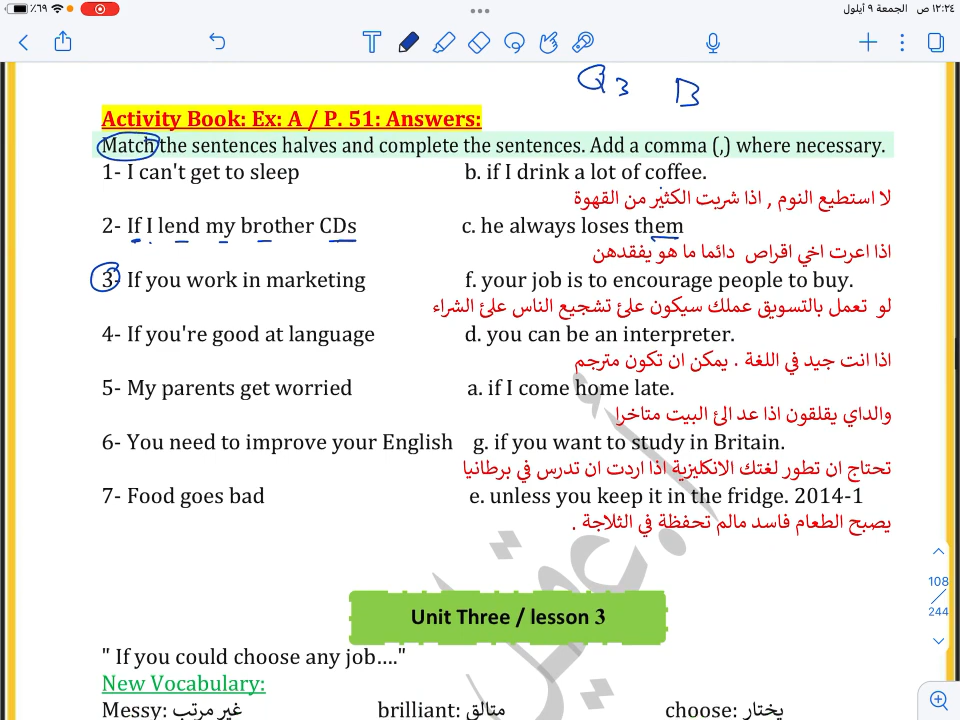 ٪٦٩ ١٢:٢٤ ص الجمعة ٩ أيلول
Q3 B
Activity Book: Ex: A / P. 51: Answers:
Match the sentences halves and complete the sentences. Add a comma (,) where necessary.
1- I can't get to sleep b. if I drink a lot of coffee.
لا استطيع النوم , اذا شربت الكثير من القهوة
2- If I lend my brother CDs c. he always loses them
اذا اعرت اخي اقراص دائما ما هو يفقدهن
3- If you work in marketing f. your job is to encourage people to buy.
لو تعمل بالتسويق عملك سيكون علئ تشجيع الناس علئ الشراء
4- If you're good at language d. you can be an interpreter.
اذا انت جيد في اللغة . يمكن ان تكون مترجم
5- My parents get worried a. if I come home late.
والداي يقلقون اذا عد الئ البيت متاخرا
6- You need to improve your English g. if you want to study in Britain.
تحتاج ان تطور لغتك الانكليزية اذا اردت ان تدرس في برطانيا
7- Food goes bad e. unless you keep it in the fridge. 2014-1
يصبح الطعام فاسد مالم تحفظة في الثلاجة .
108
244
Unit Three / lesson 3
" If you could choose any job…."
New Vocabulary:
Messy: غير مرتب brilliant: متالق choose: يختار